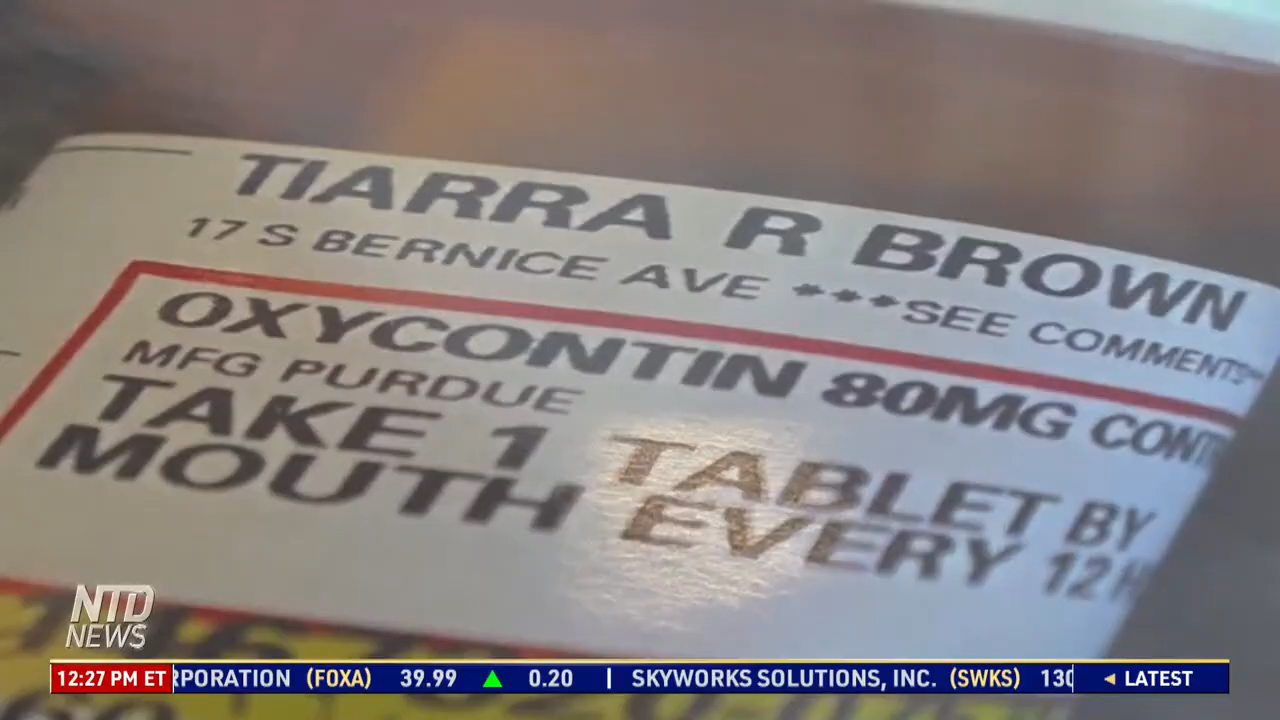 TIARRA R BROWN
17 S BERNICE AVE ***SEE COMMENTS
OXYCONTIN 80MG CONT
MFG PURDUE
TAKE 1 TABLET BY
MOUTH EVERY 12 H
NTD
NEWS
12:27 PM ET RPORATION (FOXA) 39.99 ▲ 0.20 | SKYWORKS SOLUTIONS, INC. (SWKS) 130 ◄ LATEST